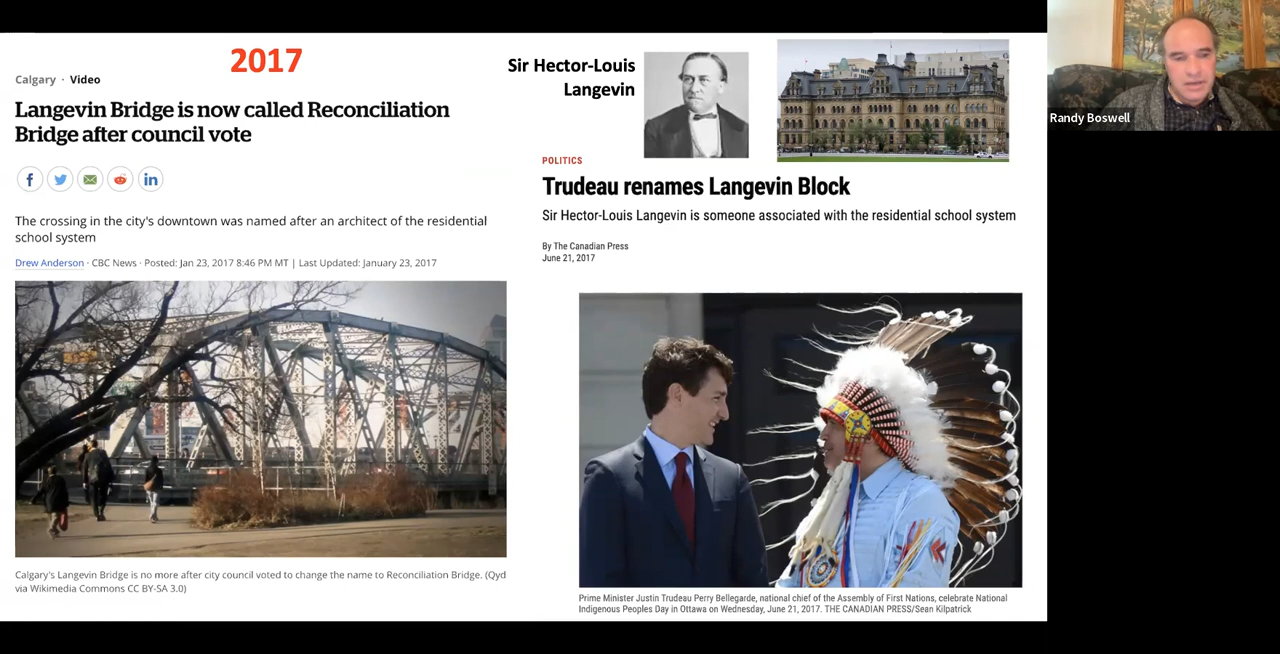 2017
Calgary · Video
Langevin Bridge is now called Reconciliation
Bridge after council vote
f
in
The crossing in the city's downtown was named after an architect of the residential
school system
Drew Anderson · CBC News · Posted: Jan 23, 2017 8:46 PM MT | Last Updated: January 23, 2017
Calgary's Langevin Bridge is no more after city council voted to change the name to Reconciliation Bridge. (Qyd
via Wikimedia Commons CC BY-SA 3.0)
Sir Hector-Louis
Langevin
POLITICS
Trudeau renames Langevin Block
Sir Hector-Louis Langevin is someone associated with the residential school system
By The Canadian Press
June 21, 2017
Prime Minister Justin Trudeau Perry Bellegarde, national chief of the Assembly of First Nations, celebrate National
Indigenous Peoples Day in Ottawa on Wednesday, June 21, 2017. THE CANADIAN PRESS/Sean Kilpatrick
Randy Boswell